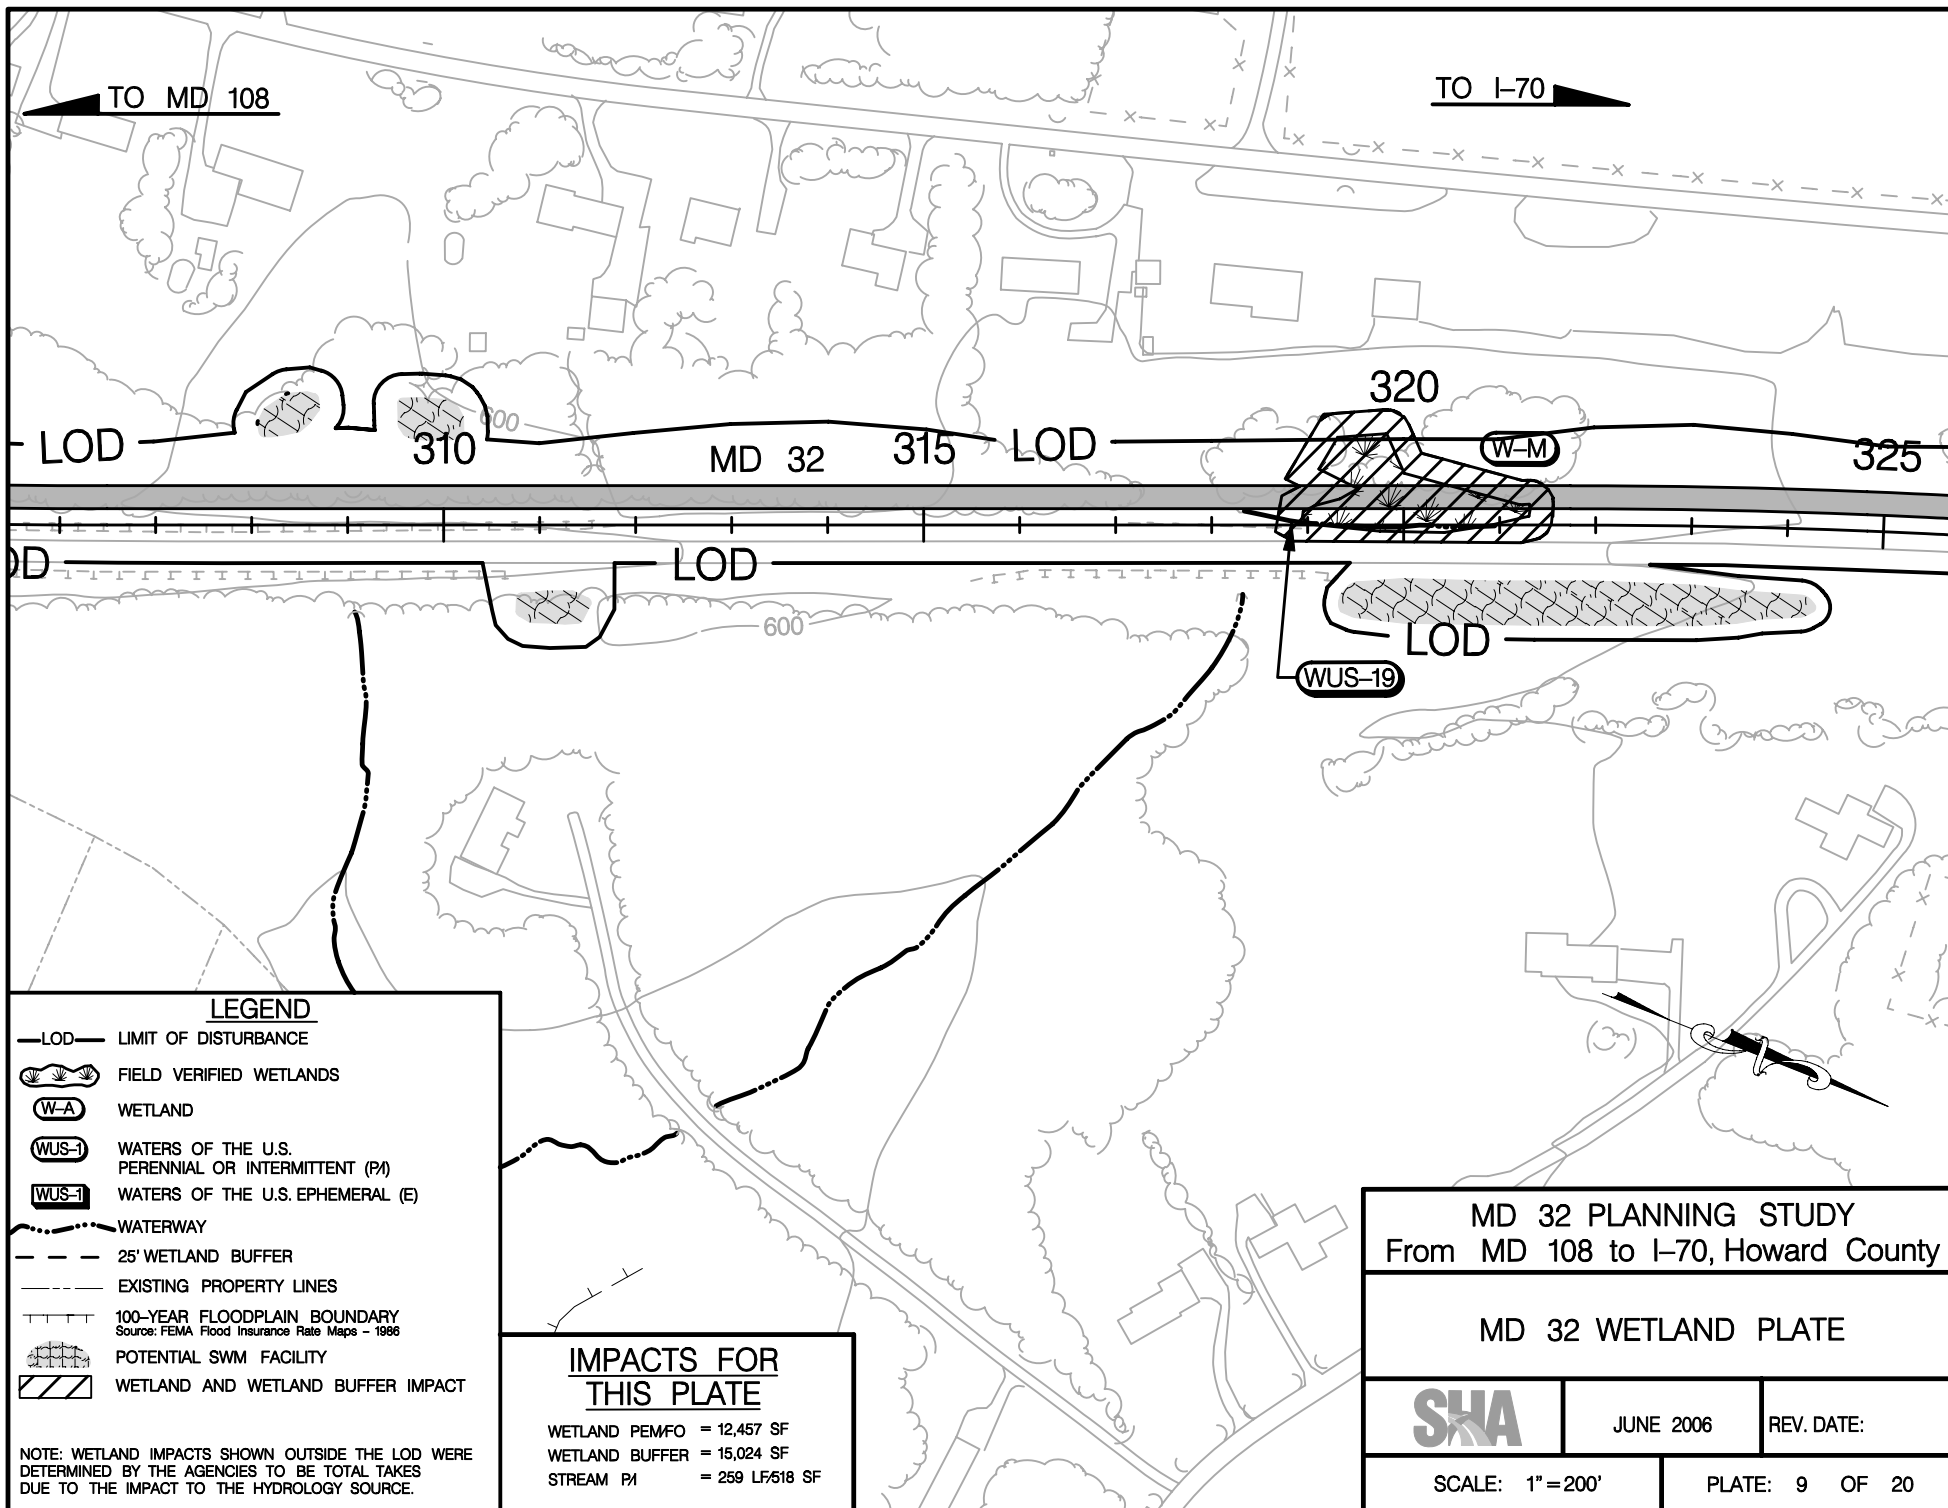 TO MD 108
TO I–70
320
LOD
310
MD 32
315
LOD
W–M
325
600
LOD
600
LOD
WUS–19
LEGEND
LOD LIMIT OF DISTURBANCE
FIELD VERIFIED WETLANDS
W–A WETLAND
WUS–1 WATERS OF THE U.S.
PERENNIAL OR INTERMITTENT (P/I)
WUS–1 WATERS OF THE U.S. EPHEMERAL (E)
WATERWAY
25' WETLAND BUFFER
EXISTING PROPERTY LINES
100–YEAR FLOODPLAIN BOUNDARY
Source: FEMA Flood Insurance Rate Maps – 1986
POTENTIAL SWM FACILITY
WETLAND AND WETLAND BUFFER IMPACT
NOTE: WETLAND IMPACTS SHOWN OUTSIDE THE LOD WERE
DETERMINED BY THE AGENCIES TO BE TOTAL TAKES
DUE TO THE IMPACT TO THE HYDROLOGY SOURCE.
IMPACTS FOR
THIS PLATE
WETLAND PEM/FO = 12,457 SF
WETLAND BUFFER = 15,024 SF
STREAM P/I = 259 LF/518 SF
MD 32 PLANNING STUDY
From MD 108 to I–70, Howard County
MD 32 WETLAND PLATE
SHA
JUNE 2006
REV. DATE:
SCALE: 1"=200'
PLATE: 9 OF 20